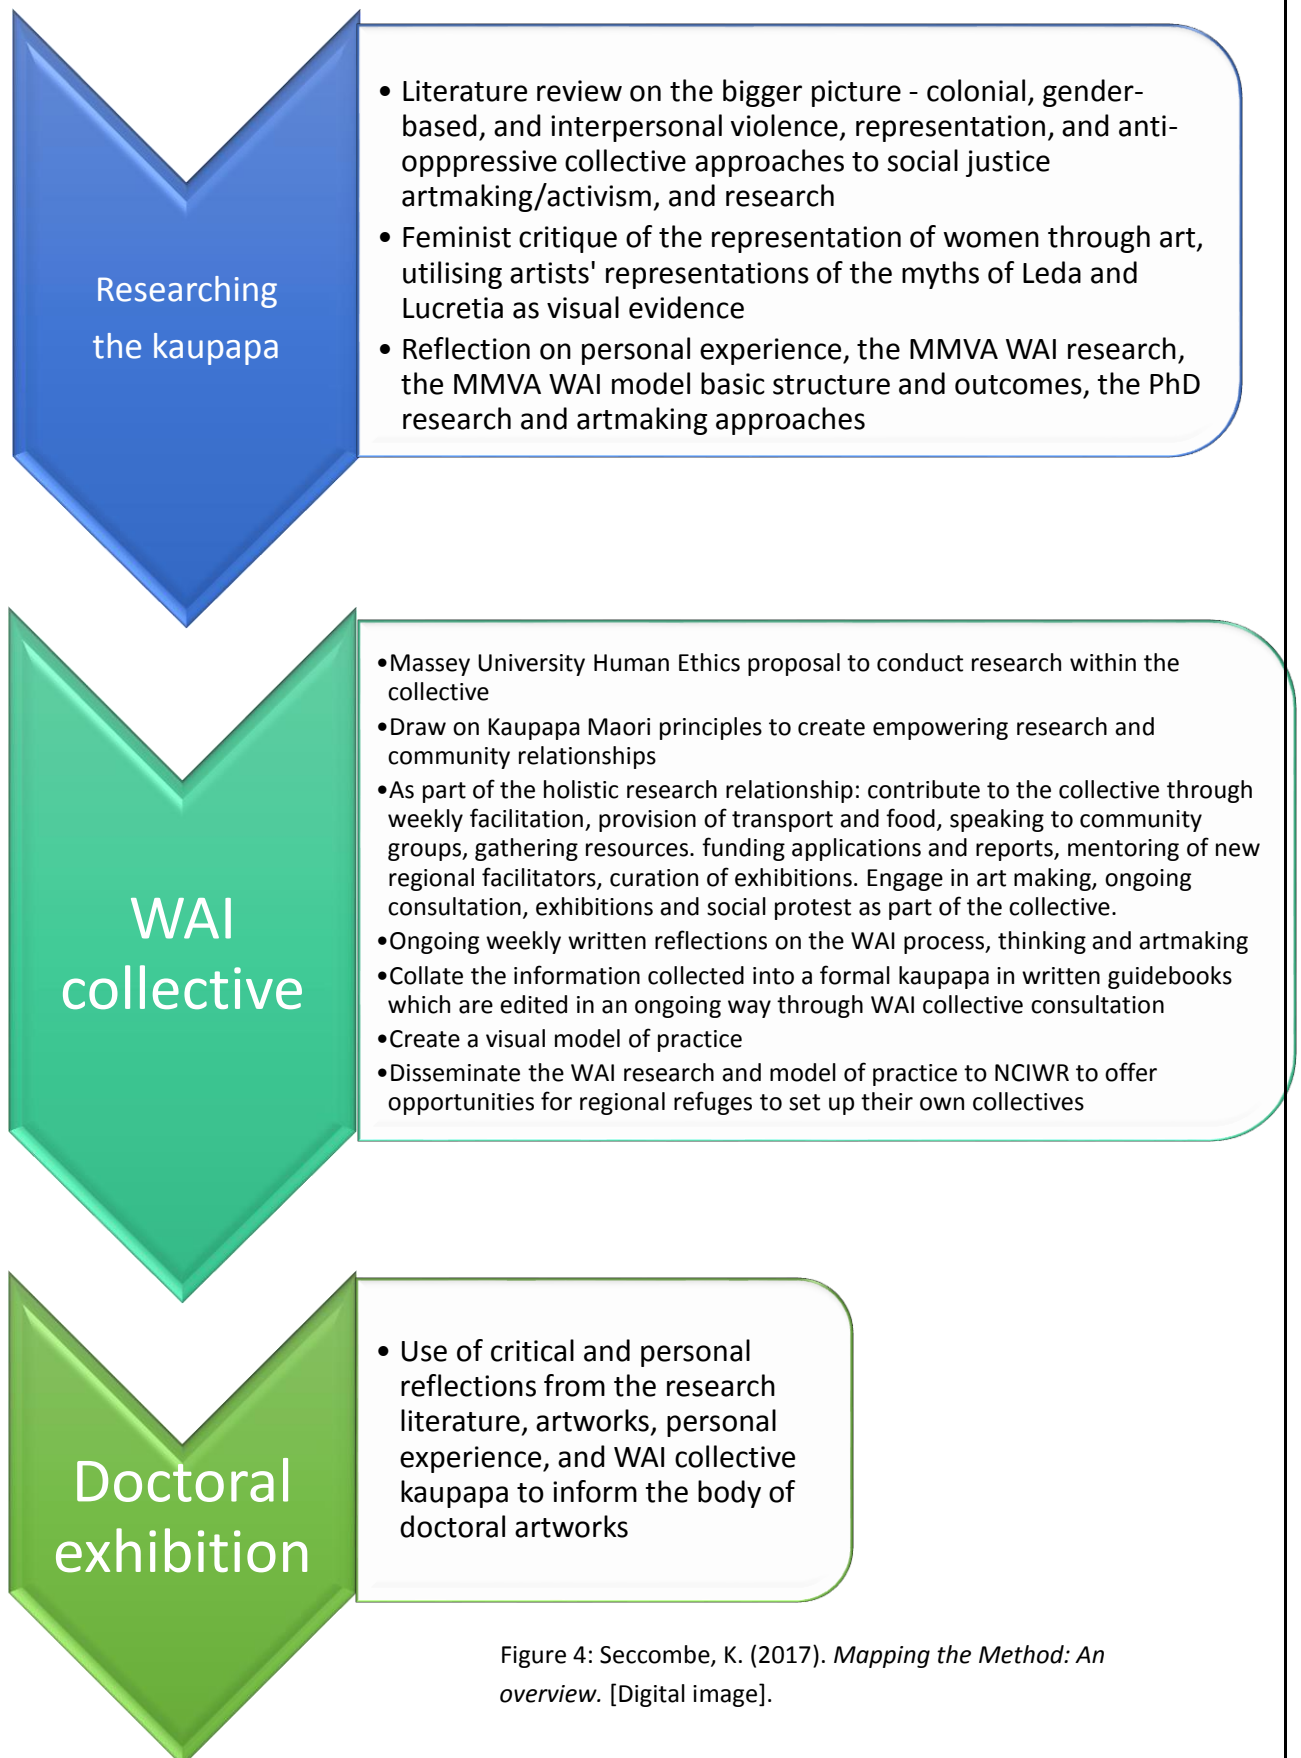 Researching
the kaupapa
• Literature review on the bigger picture - colonial, gender-
based, and interpersonal violence, representation, and anti-
opppressive collective approaches to social justice
artmaking/activism, and research
• Feminist critique of the representation of women through art,
utilising artists' representations of the myths of Leda and
Lucretia as visual evidence
• Reflection on personal experience, the MMVA WAI research,
the MMVA WAI model basic structure and outcomes, the PhD
research and artmaking approaches
WAI
collective
•Massey University Human Ethics proposal to conduct research within the
collective
•Draw on Kaupapa Maori principles to create empowering research and
community relationships
•As part of the holistic research relationship: contribute to the collective through
weekly facilitation, provision of transport and food, speaking to community
groups, gathering resources. funding applications and reports, mentoring of new
regional facilitators, curation of exhibitions. Engage in art making, ongoing
consultation, exhibitions and social protest as part of the collective.
•Ongoing weekly written reflections on the WAI process, thinking and artmaking
•Collate the information collected into a formal kaupapa in written guidebooks
which are edited in an ongoing way through WAI collective consultation
•Create a visual model of practice
•Disseminate the WAI research and model of practice to NCIWR to offer
opportunities for regional refuges to set up their own collectives
Doctoral
exhibition
• Use of critical and personal
reflections from the research
literature, artworks, personal
experience, and WAI collective
kaupapa to inform the body of
doctoral artworks
Figure 4: Seccombe, K. (2017). Mapping the Method: An
overview. [Digital image].